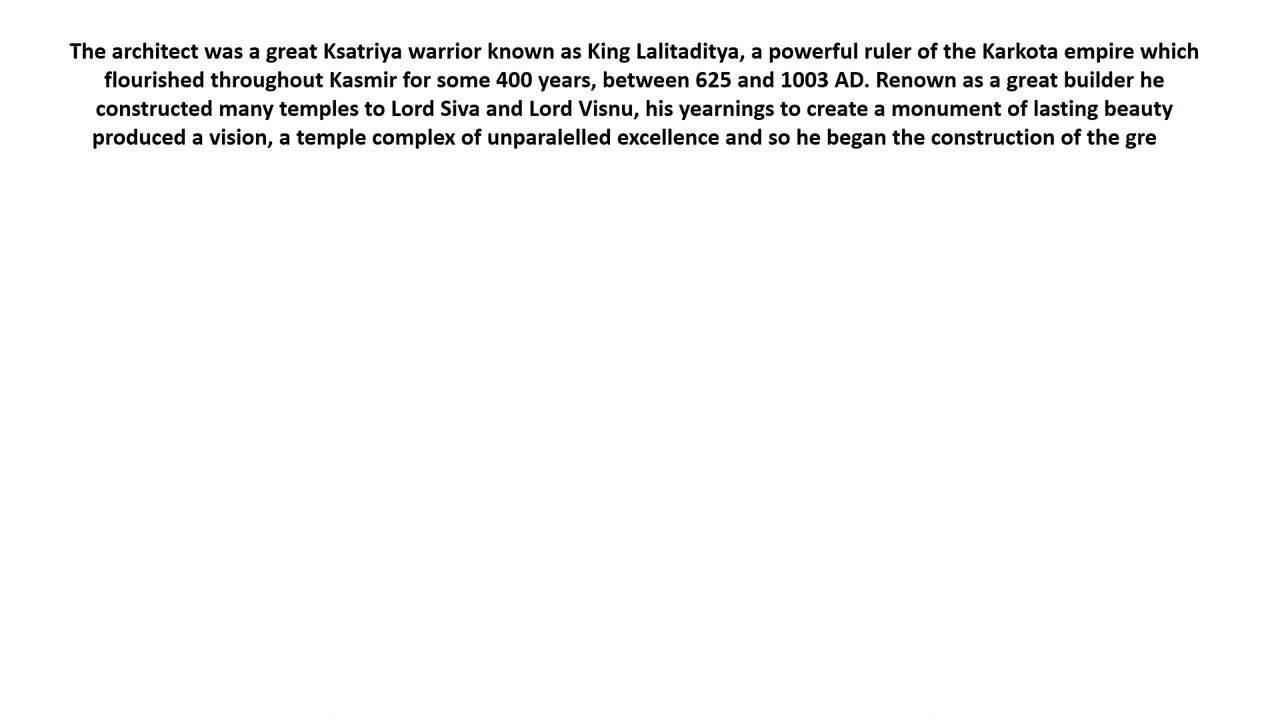 The architect was a great Ksatriya warrior known as King Lalitaditya, a powerful ruler of the Karkota empire which
flourished throughout Kasmir for some 400 years, between 625 and 1003 AD. Renown as a great builder he
constructed many temples to Lord Siva and Lord Visnu, his yearnings to create a monument of lasting beauty
produced a vision, a temple complex of unparalelled excellence and so he began the construction of the gre